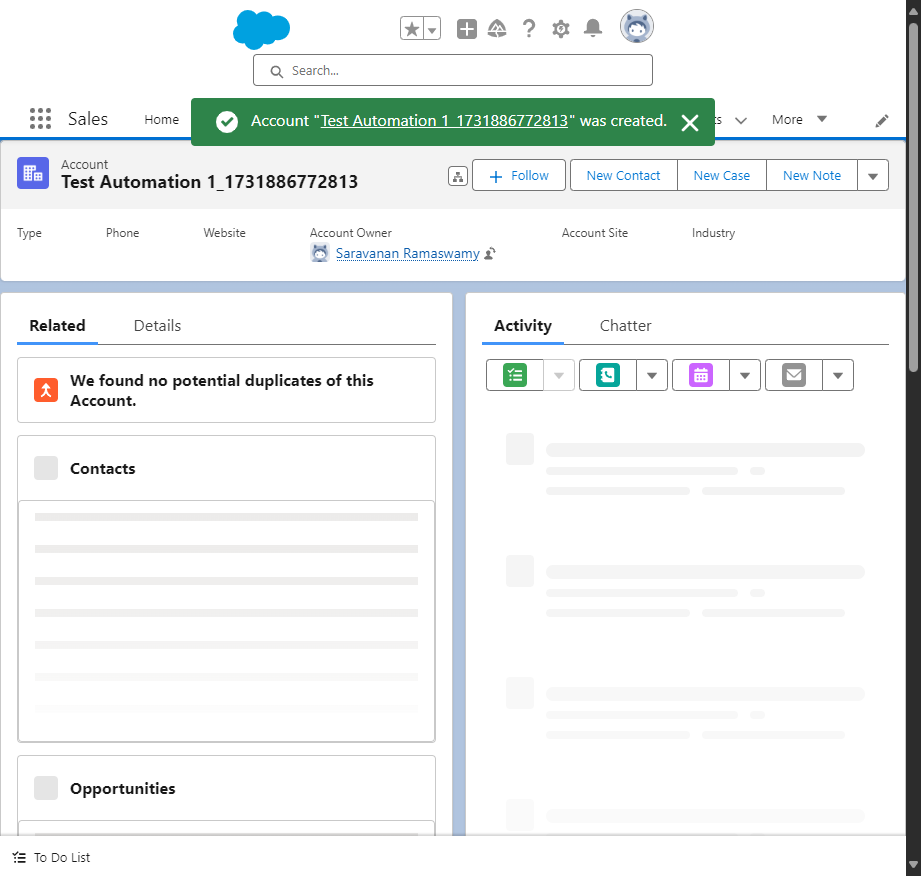 Search...
Sales
Home
Account "Test Automation 1_1731886772813" was created.
More
Account
Test Automation 1_1731886772813
Follow
New Contact
New Case
New Note
Type
Phone
Website
Account Owner
Account Site
Industry
Saravanan Ramaswamy
Related
Details
Activity
Chatter
We found no potential duplicates of this
Account.
Contacts
Opportunities
To Do List